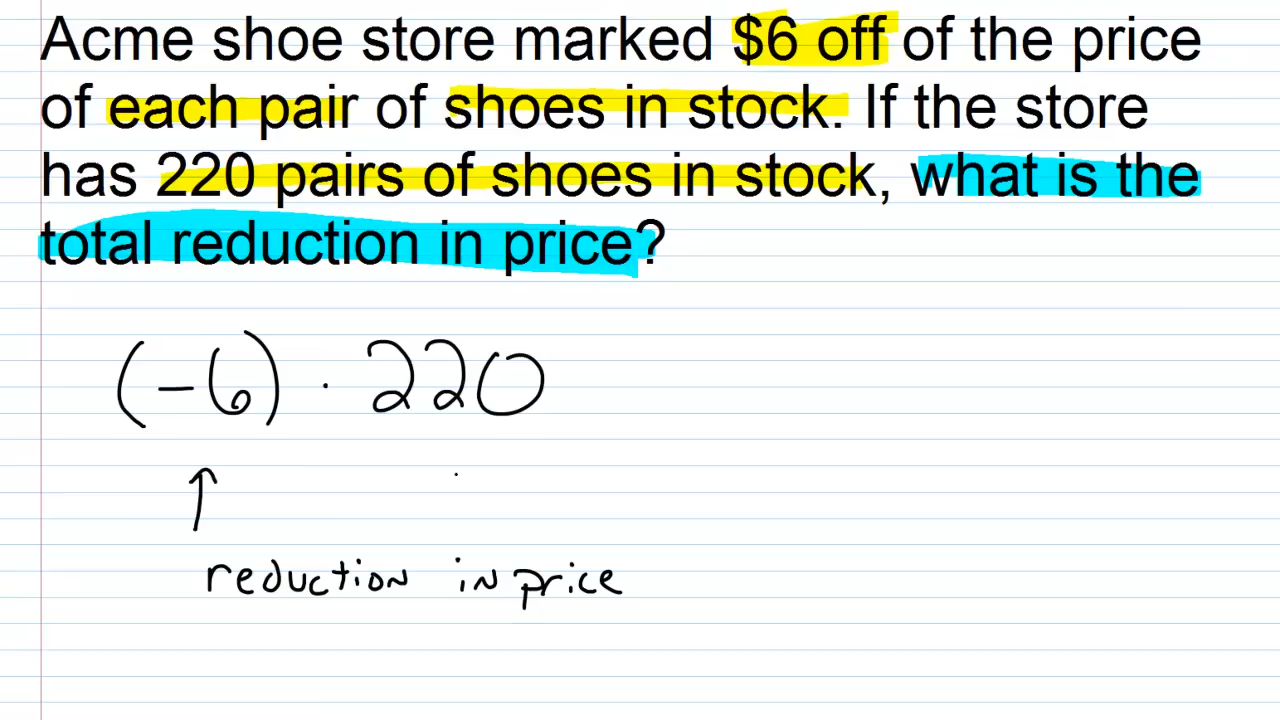 Acme shoe store marked $6 off of the price
of each pair of shoes in stock. If the store
has 220 pairs of shoes in stock, what is the
total reduction in price?
(-6) · 220
↑
reduction in price